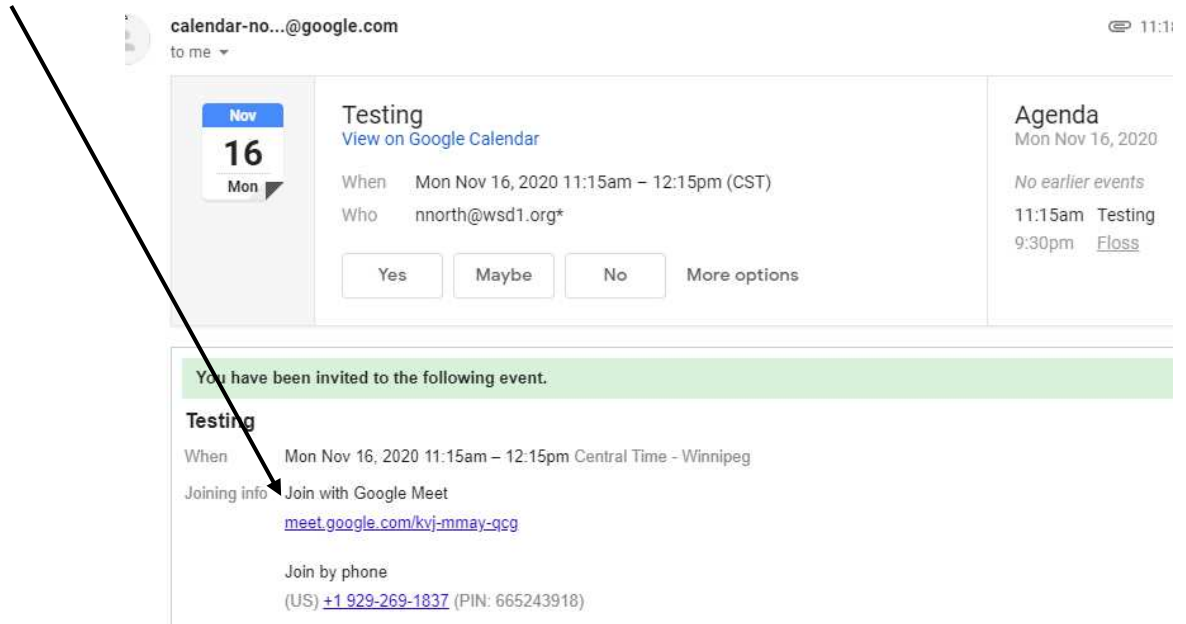 calendar-no...@google.com
11:18
to me
Nov
16
Mon
Testing
View on Google Calendar
When Mon Nov 16, 2020 11:15am – 12:15pm (CST)
Who nnorth@wsd1.org*
Yes Maybe No More options
Agenda
Mon Nov 16, 2020
No earlier events
11:15am Testing
9:30pm Floss
You have been invited to the following event.
Testing
When Mon Nov 16, 2020 11:15am – 12:15pm Central Time - Winnipeg
Joining info Join with Google Meet
meet.google.com/kvj-mmay-qcg
Join by phone
(US) +1 929-269-1837 (PIN: 665243918)